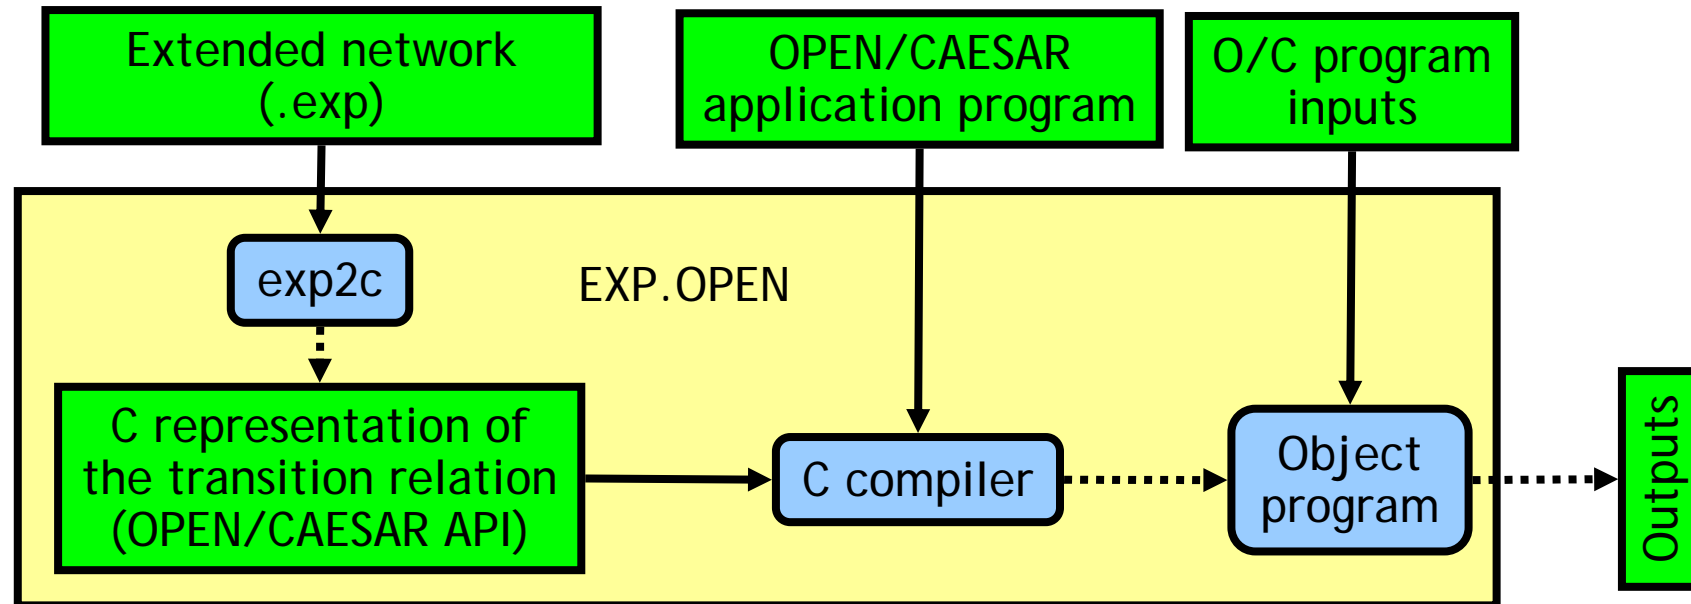 Extended network
(.exp)
OPEN/CAESAR
application program
O/C program
inputs
exp2c
EXP.OPEN
C representation of
the transition relation
(OPEN/CAESAR API)
C compiler
Object
program
Outputs